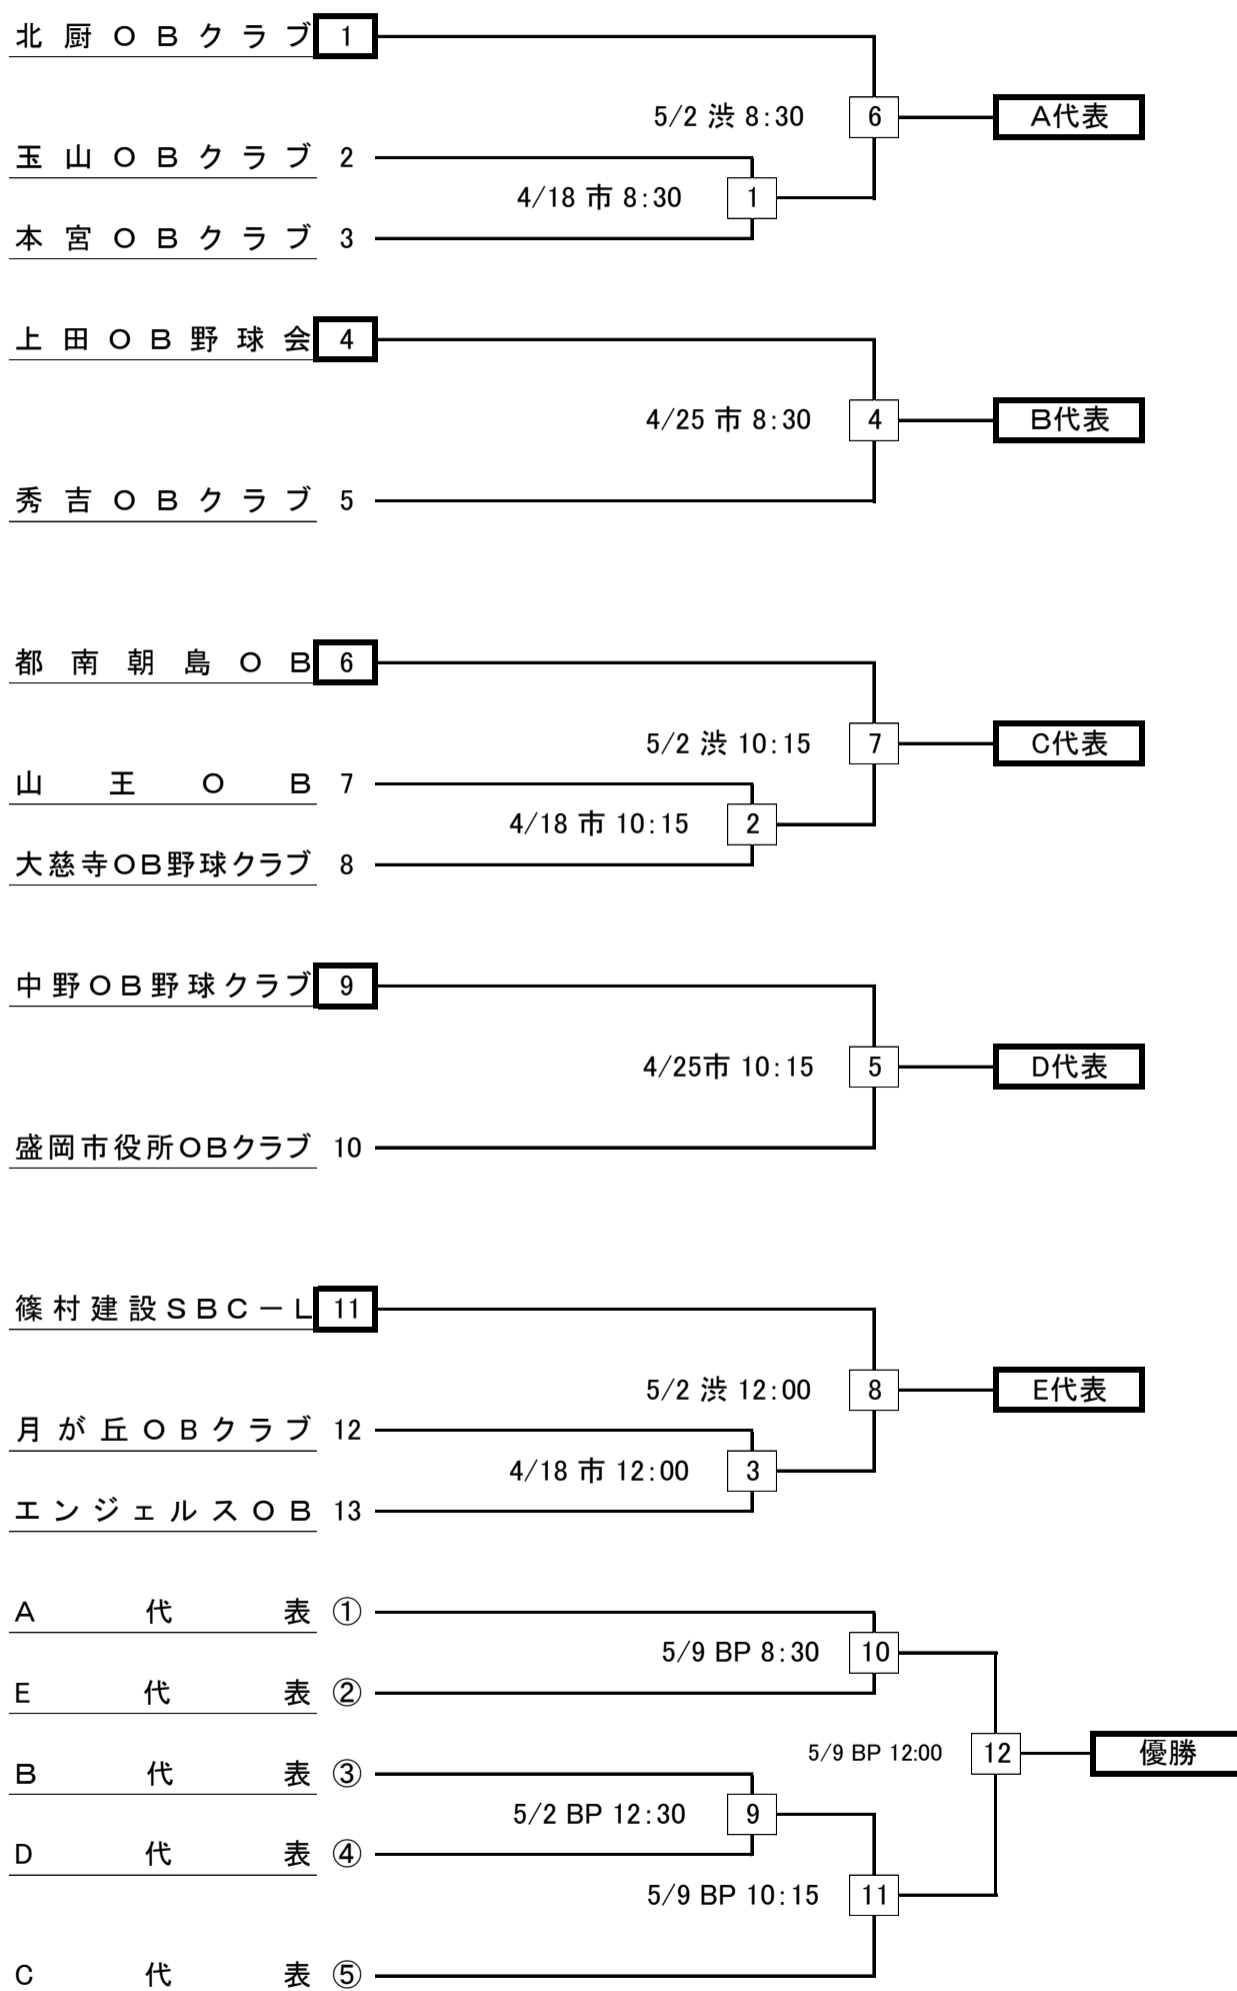 北厨OBクラブ 1
5/2 渋 8:30 6 A代表
玉山OBクラブ 2
4/18 市 8:30 1
本宮OBクラブ 3
上田OB野球会 4
4/25 市 8:30 4 B代表
秀吉OBクラブ 5
都南朝島OB 6
5/2 渋 10:15 7 C代表
山王OB 7
4/18 市 10:15 2
大慈寺OB野球クラブ 8
中野OB野球クラブ 9
4/25市 10:15 5 D代表
盛岡市役所OBクラブ 10
篠村建設SBC－L 11
5/2 渋 12:00 8 E代表
月が丘OBクラブ 12
4/18 市 12:00 3
エンジェルスOB 13
A代表 ①
5/9 BP 8:30 10
E代表 ②
5/9 BP 12:00 12 優勝
B代表 ③
5/2 BP 12:30 9
D代表 ④
5/9 BP 10:15 11
C代表 ⑤